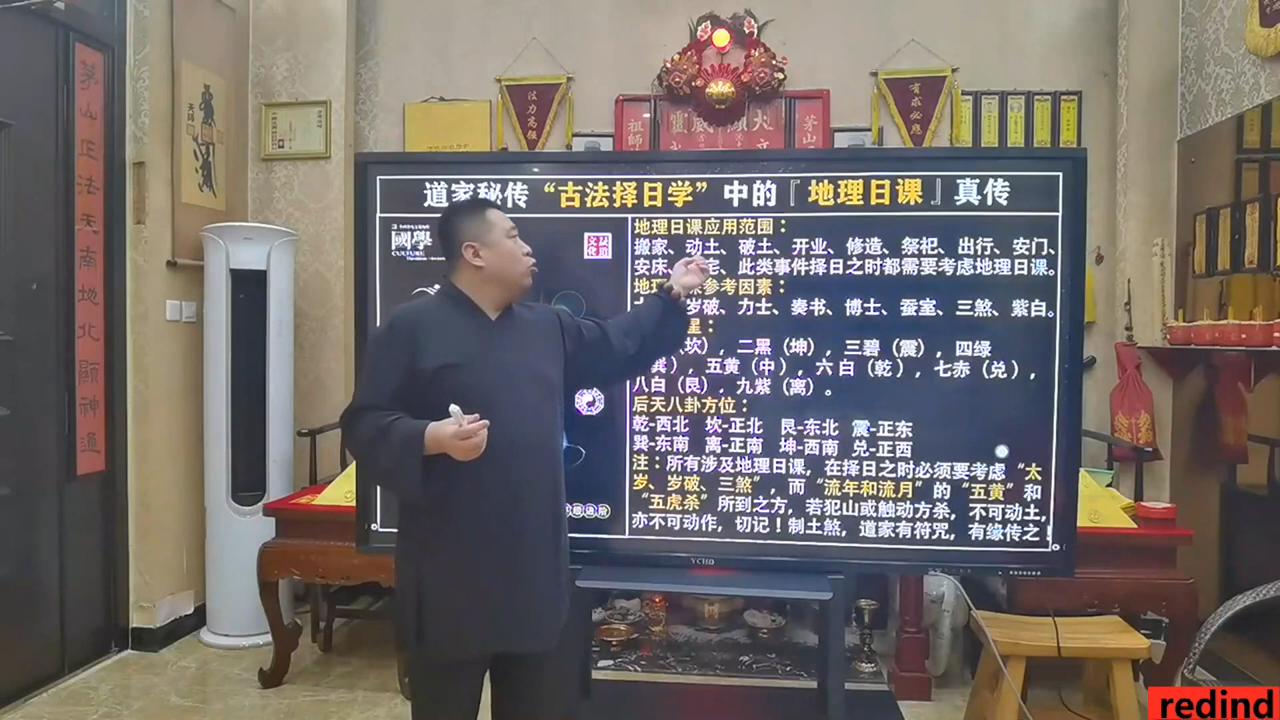 茅山正法天南地北顯神通
法力高强
有求必應
祖師
靈威顯大
茅山
道家秘传“古法择日学”中的『地理日课』真传
國學
CULTURE
文化
地理日课应用范围：
搬家、动土、破土、开业、修造、祭祀、出行、安门、
安床、宅、此类事件择日之时都需要考虑地理日课。
地理课参考因素：
岁破、力士、奏书、博士、蚕室、三煞、紫白。
星：
坎），二黑（坤），三碧（震），四绿
（巽），五黄（中），六白（乾），七赤（兑），
八白（艮），九紫（离）。
后天八卦方位：
乾-西北 坎-正北 艮-东北 震-正东
巽-东南 离-正南 坤-西南 兑-正西
注：所有涉及地理日课，在择日之时必须要考虑“太
岁、岁破、三煞”，而“流年和流月”的“五黄”和
“五虎杀”所到之方，若犯山或触动方杀，不可动土，
亦不可动作，切记！制土煞，道家有符咒，有缘传之！
YCHD
redind